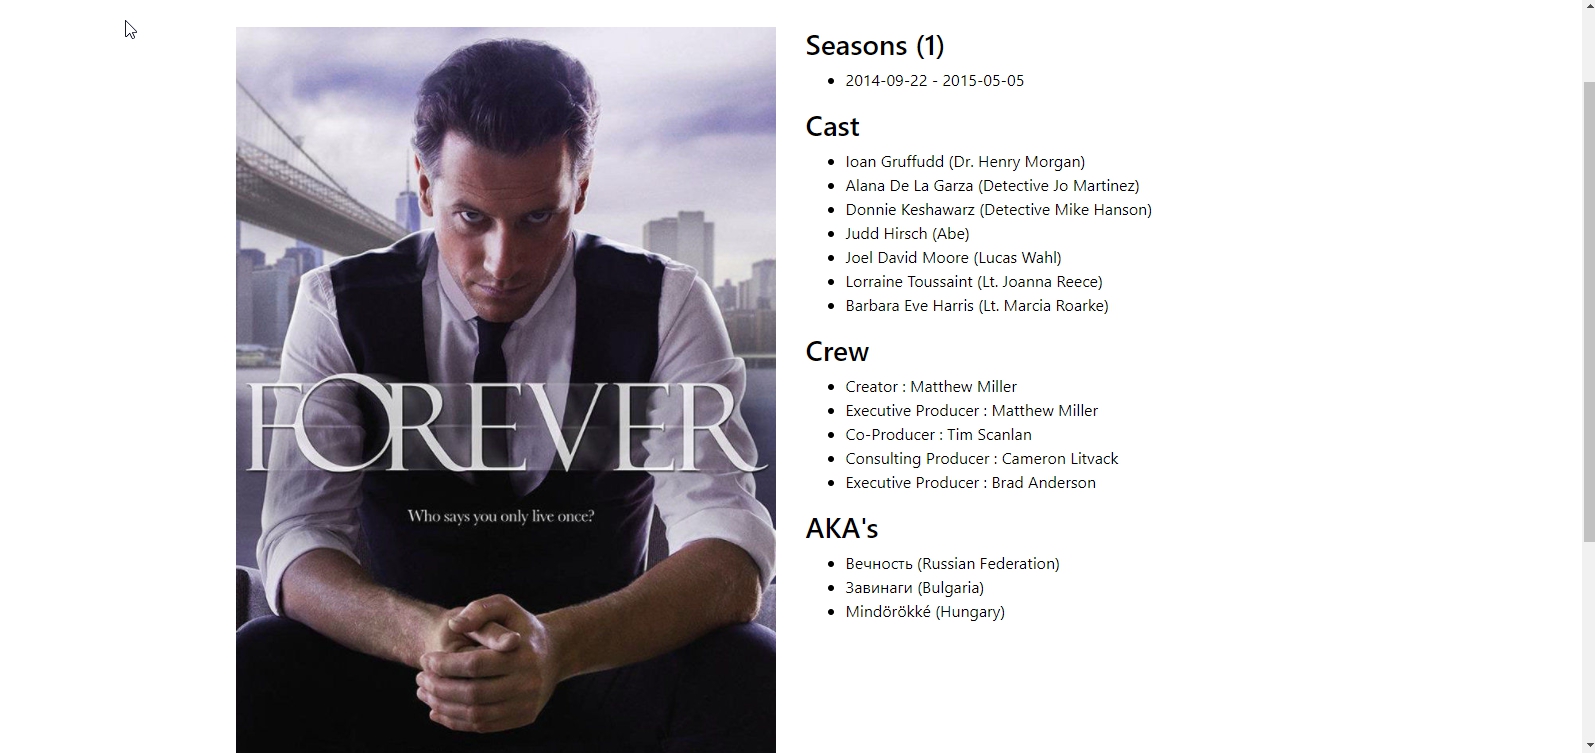 FOREVER
Who says you only live once?
Seasons (1)
2014-09-22 - 2015-05-05
Cast
Ioan Gruffudd (Dr. Henry Morgan)
Alana De La Garza (Detective Jo Martinez)
Donnie Keshawarz (Detective Mike Hanson)
Judd Hirsch (Abe)
Joel David Moore (Lucas Wahl)
Lorraine Toussaint (Lt. Joanna Reece)
Barbara Eve Harris (Lt. Marcia Roarke)
Crew
Creator : Matthew Miller
Executive Producer : Matthew Miller
Co-Producer : Tim Scanlan
Consulting Producer : Cameron Litvack
Executive Producer : Brad Anderson
AKA's
Вечность (Russian Federation)
Завинаги (Bulgaria)
Mindörökké (Hungary)